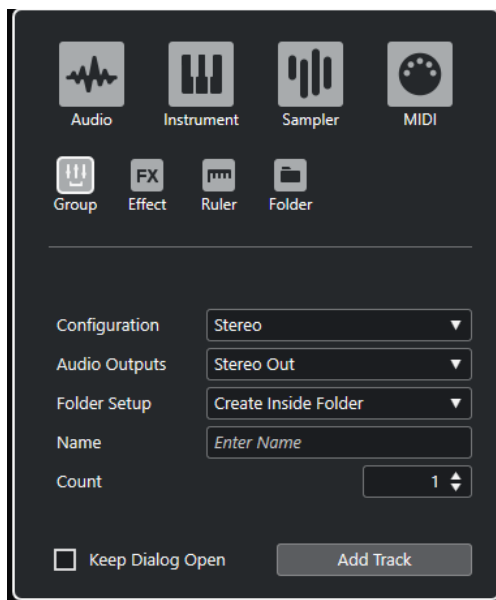 Audio Instrument Sampler MIDI
FX
Group Effect Ruler Folder
Configuration Stereo
Audio Outputs Stereo Out
Folder Setup Create Inside Folder
Name Enter Name
Count 1
Keep Dialog Open Add Track